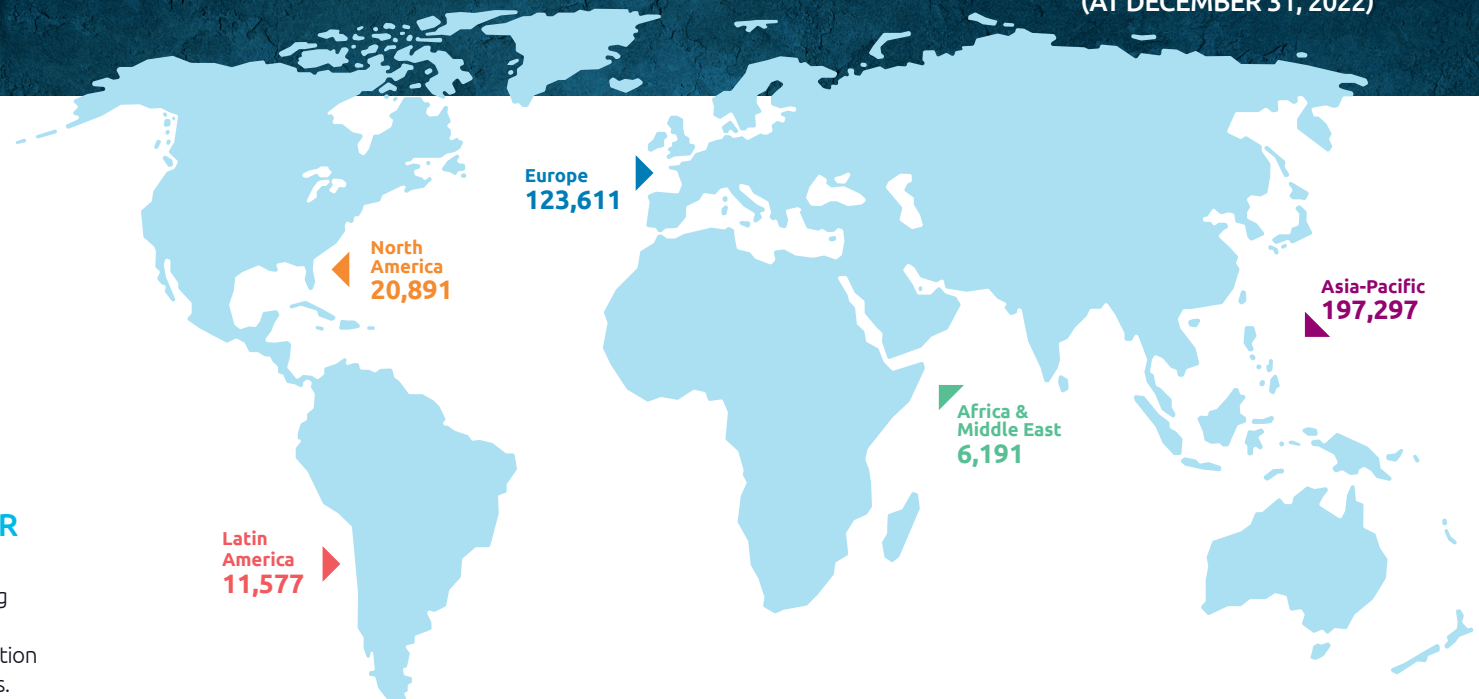 (AT DECEMBER 31, 2022)
Europe
123,611
North
America
20,891
Asia-Pacific
197,297
Africa &
Middle East
6,191
Latin
America
11,577
R
g
tion
s.